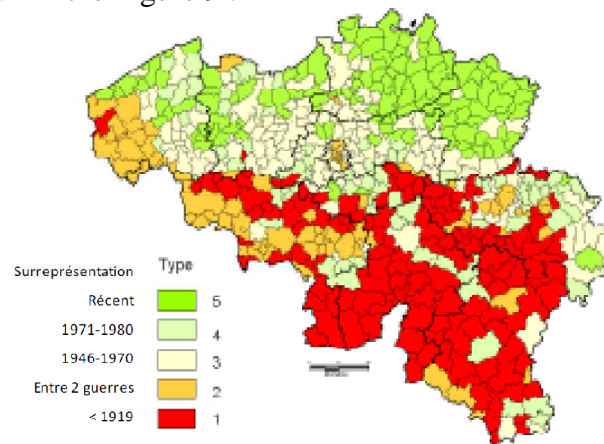 Surreprésentation Type
Récent 5
1971-1980 4
1946-1970 3
Entre 2 guerres 2
< 1919 1